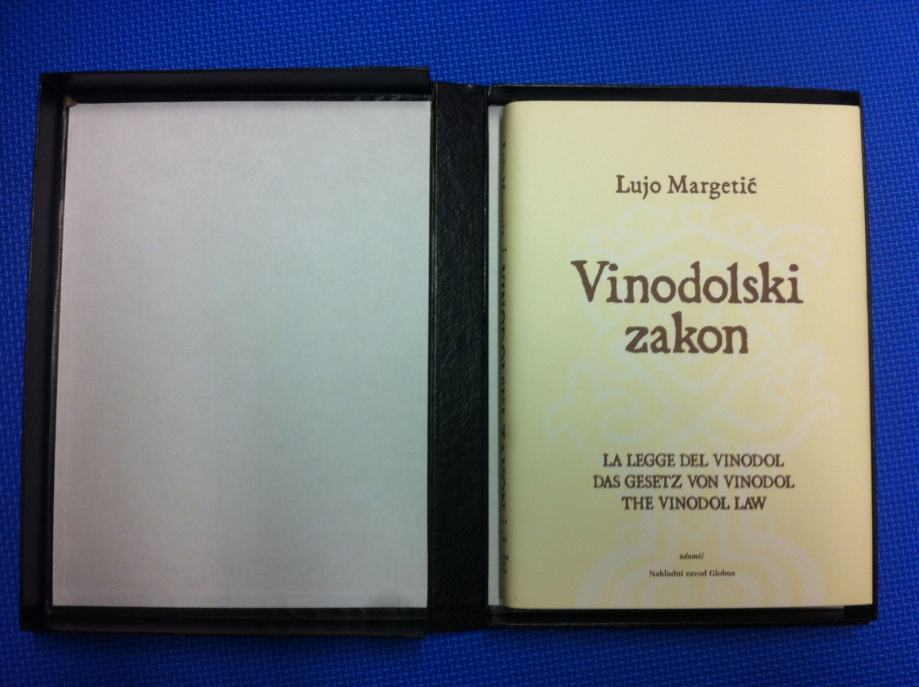 Lujo Margetić
Vinodolski
zakon
LA LEGGE DEL VINODOL
DAS GESETZ VON VINODOL
THE VINODOL LAW
adamić
Nakladni zavod Globus